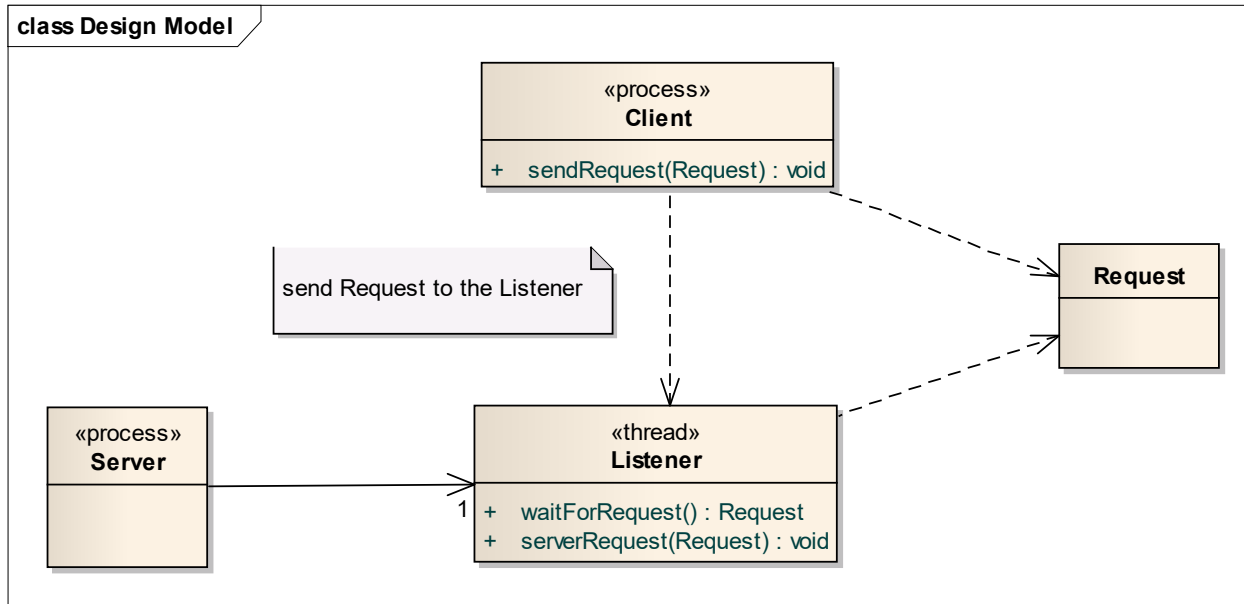 class Design Model
«process»
Client
+ sendRequest(Request) : void
send Request to the Listener
Request
«process»
Server
1
«thread»
Listener
+ waitForRequest() : Request
+ serverRequest(Request) : void